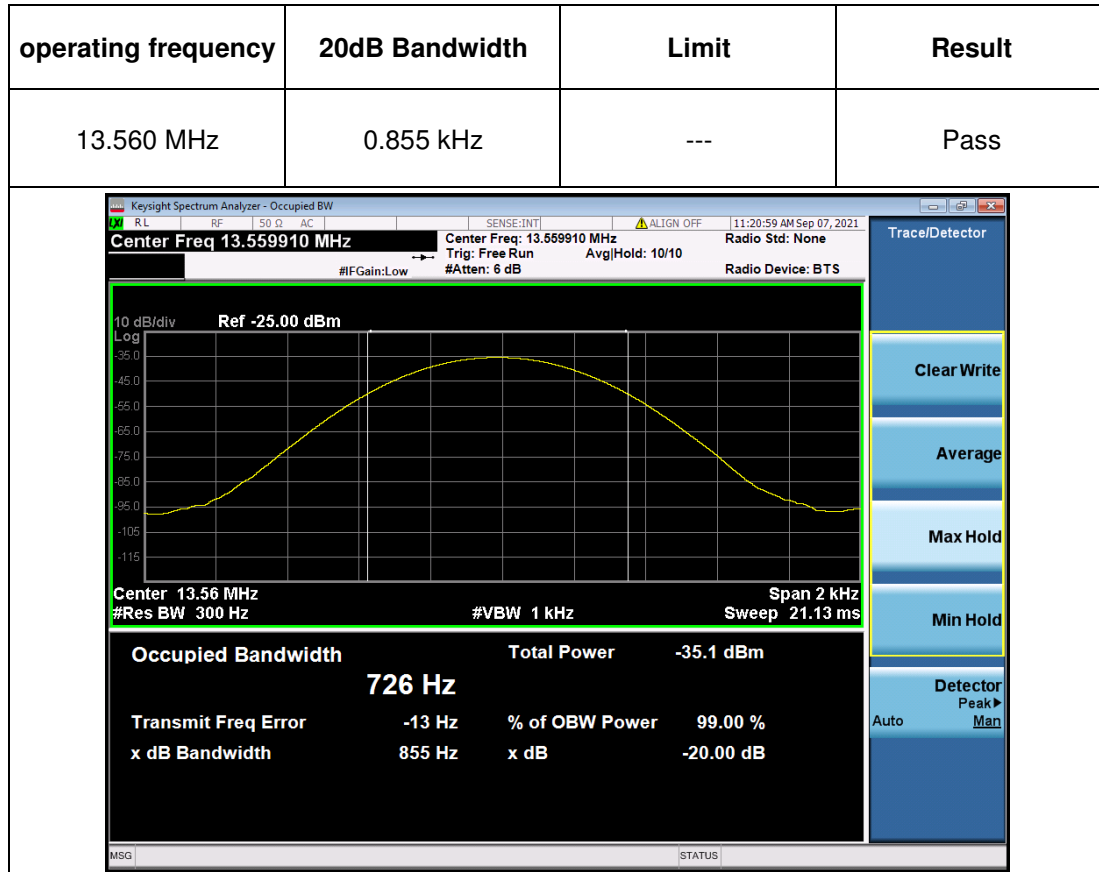 operating frequency 20dB Bandwidth Limit Result
13.560 MHz 0.855 kHz --- Pass
Keysight Spectrum Analyzer - Occupied BW
LXI RL RF 50 Ω AC SENSE:INT ALIGN OFF 11:20:59 AM Sep 07, 2021
Center Freq 13.559910 MHz Center Freq: 13.559910 MHz Radio Std: None
Trig: Free Run Avg|Hold: 10/10
#IFGain:Low #Atten: 6 dB Radio Device: BTS
Trace/Detector
10 dB/div Ref -25.00 dBm
Log
-35.0
-45.0
-55.0
-65.0
-75.0
-85.0
-95.0
-105
-115
Center 13.56 MHz Span 2 kHz
#Res BW 300 Hz #VBW 1 kHz Sweep 21.13 ms
Occupied Bandwidth Total Power -35.1 dBm
726 Hz
Transmit Freq Error -13 Hz % of OBW Power 99.00 %
x dB Bandwidth 855 Hz x dB -20.00 dB
Clear Write
Average
Max Hold
Min Hold
Detector
Peak▶
Auto Man
MSG STATUS